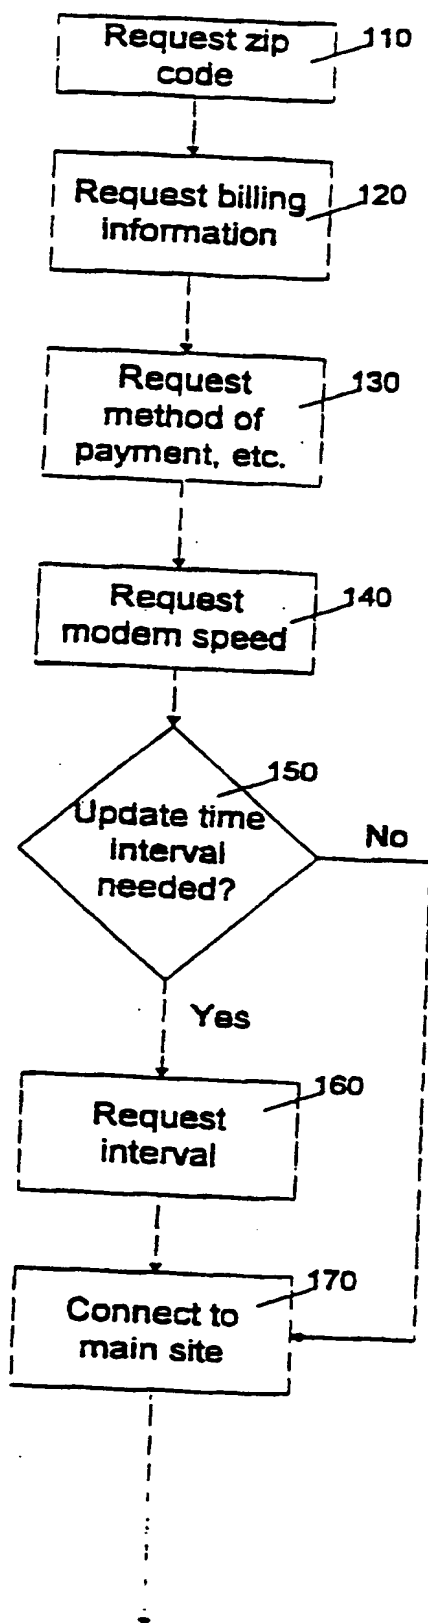 Request zip
code
110
Request billing
information
120
Request
method of
payment, etc.
130
Request
modem speed
140
150
Update time
interval
needed?
No
Yes
Request
interval
160
Connect to
main site
170